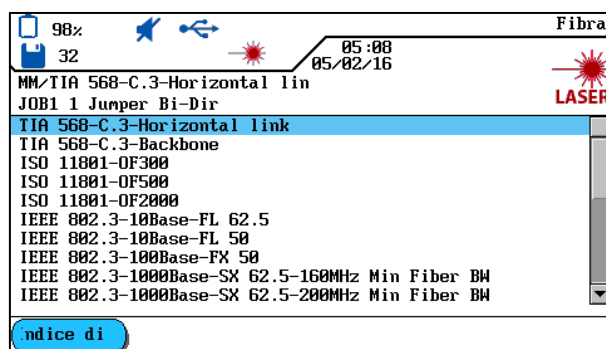 98%
Fibra
32
05:08
05/02/16
MM/TIA 568-C.3-Horizontal lin
JOB1 1 Jumper Bi-Dir
LASER
TIA 568-C.3-Horizontal link
TIA 568-C.3-Backbone
ISO 11801-OF300
ISO 11801-OF500
ISO 11801-OF2000
IEEE 802.3-10Base-FL 62.5
IEEE 802.3-10Base-FL 50
IEEE 802.3-100Base-FX 50
IEEE 802.3-1000Base-SX 62.5-160MHz Min Fiber BW
IEEE 802.3-1000Base-SX 62.5-200MHz Min Fiber BW
ndice di